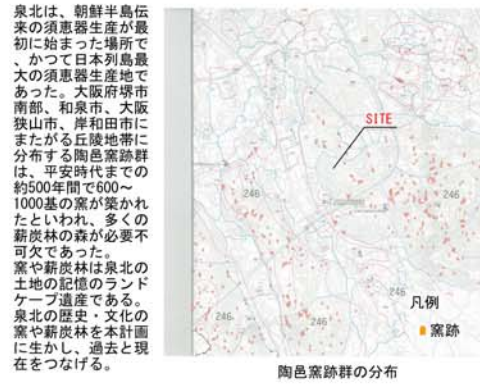 泉北は、朝鮮半島伝
来の須恵器生産が最
初に始まった場所で
、かつて日本列島最
大の須恵器生産地で
あった。大阪府堺市
南部、和泉市、大阪
狭山市、岸和田市に
またがる丘陵地帯に
分布する陶邑窯跡群
は、平安時代までの
約500年間で600～
1000基の窯が築かれ
たといわれ、多くの
薪炭林の森が必要不
可欠であった。
窯や薪炭林は泉北の
土地の記憶のランド
ケープ遺産である。
泉北の歴史・文化の
窯や薪炭林を本計画
に生かし、過去と現
在をつなげる。
SITE
246
246
246
246
246
凡例
窯跡
陶邑窯跡群の分布